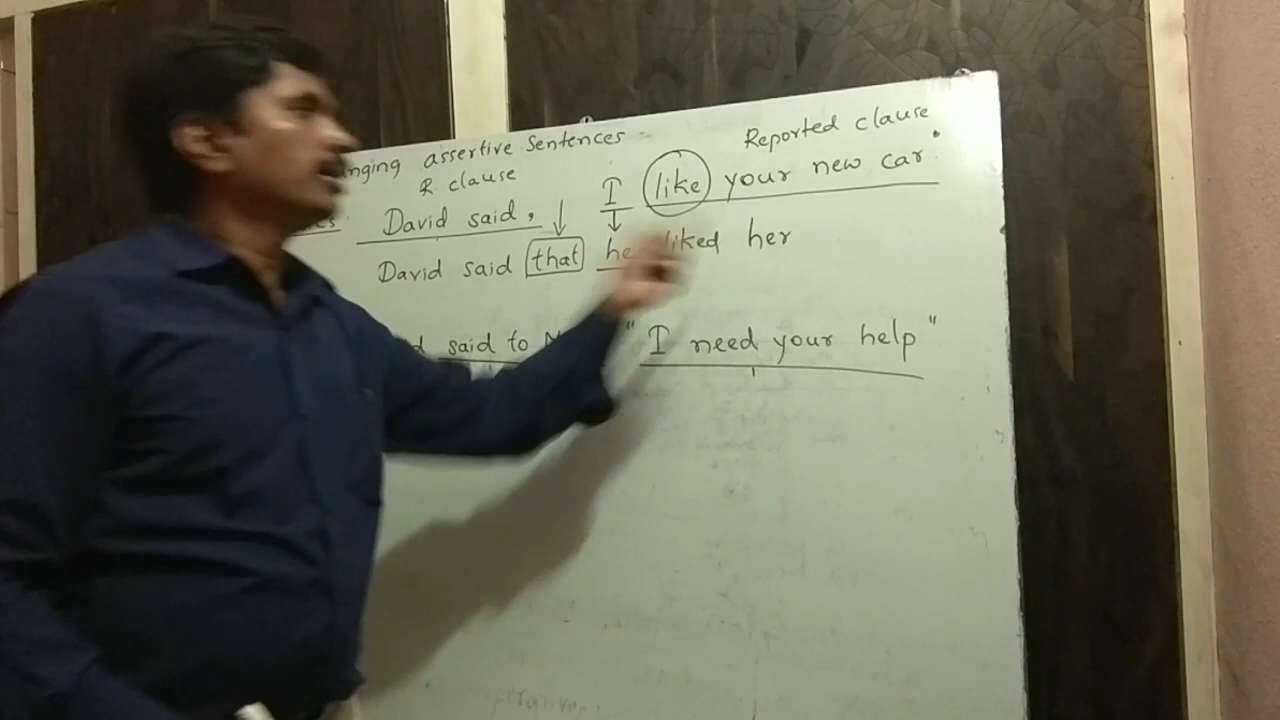 nging assertive Sentences Reported clause
R clause
David said, I like your new car.
David said that he liked her
said to "I need your help"